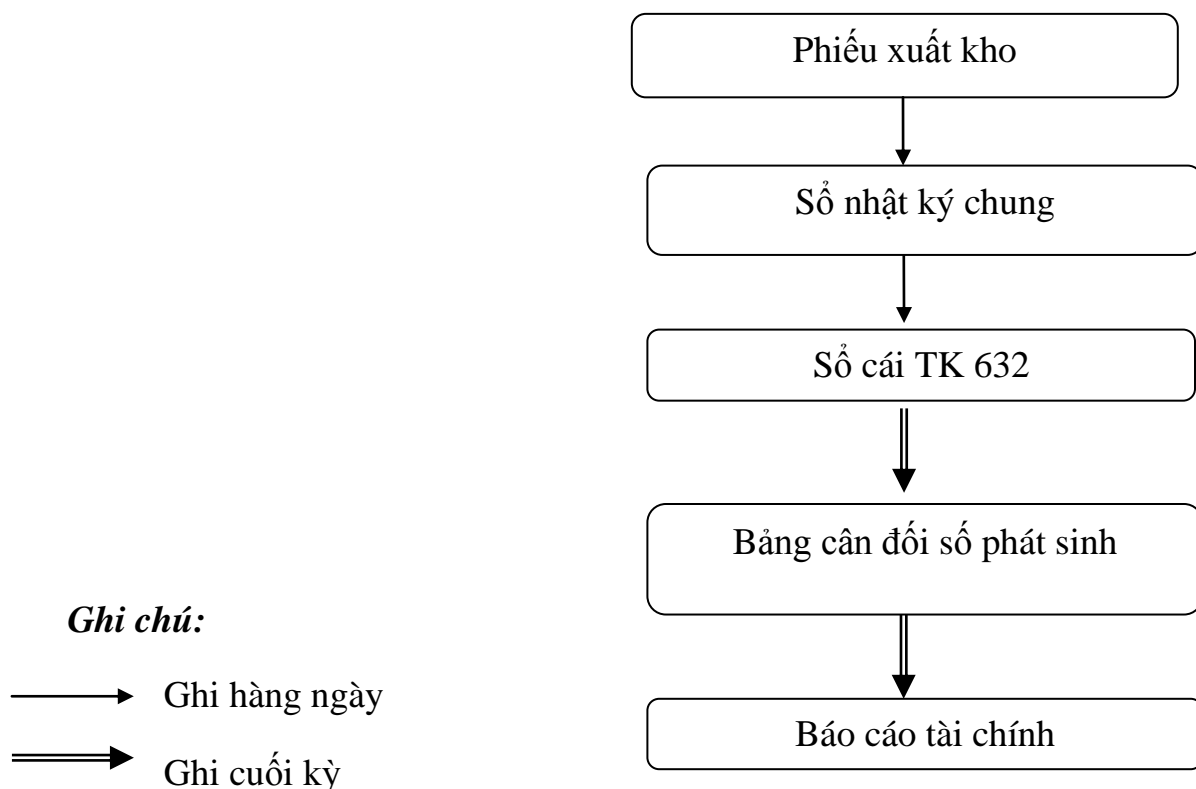 Phiếu xuất kho
Sổ nhật ký chung
Sổ cái TK 632
Bảng cân đối số phát sinh
Báo cáo tài chính
Ghi chú:
Ghi hàng ngày
Ghi cuối kỳ